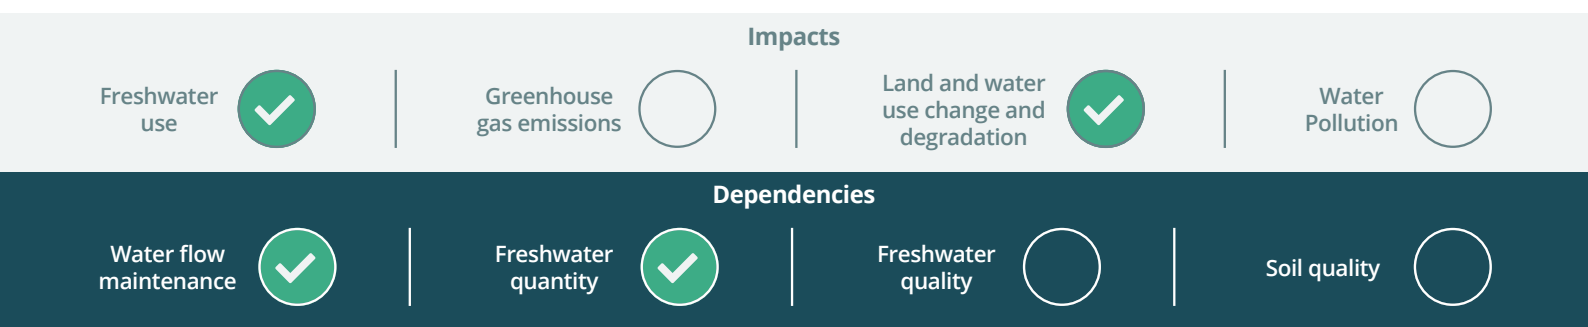 Impacts
Freshwater
use
Greenhouse
gas emissions
Land and water
use change and
degradation
Water
Pollution
Dependencies
Water flow
maintenance
Freshwater
quantity
Freshwater
quality
Soil quality